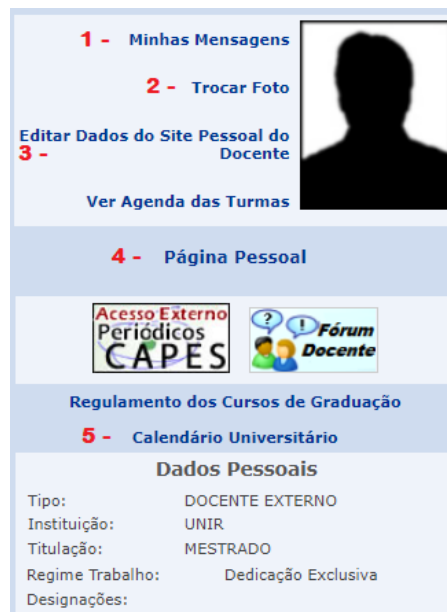 1 - Minhas Mensagens
2 - Trocar Foto
Editar Dados do Site Pessoal do
3 - Docente
Ver Agenda das Turmas
4 - Página Pessoal
Acesso Externo
Periódicos
CAPES
? ! Fórum
Docente
Regulamento dos Cursos de Graduação
5 - Calendário Universitário
Dados Pessoais
Tipo: DOCENTE EXTERNO
Instituição: UNIR
Titulação: MESTRADO
Regime Trabalho: Dedicação Exclusiva
Designações: